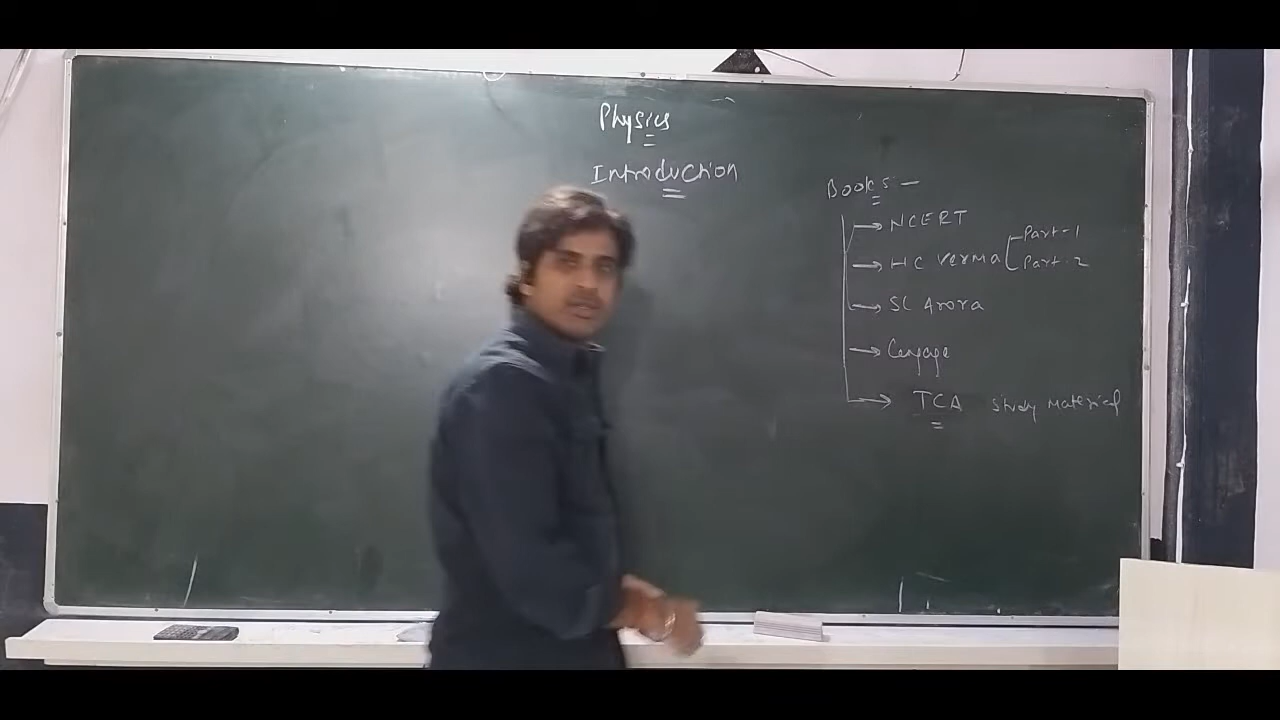 Physics
Introduction
Books -
→ NCERT
→ HC Verma Part-1
Part-2
→ SL Arora
→ Cengage
→ TCA Study Material